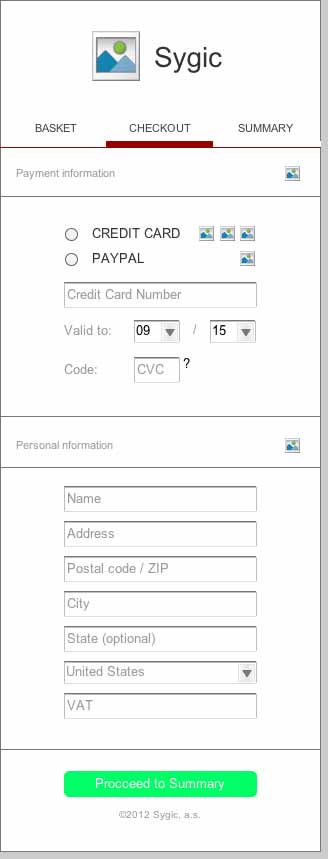 Sygic
BASKET CHECKOUT SUMMARY
Payment information
CREDIT CARD
PAYPAL
Credit Card Number
Valid to: 09 / 15
Code: CVC ?
Personal nformation
Name
Address
Postal code / ZIP
City
State (optional)
United States
VAT
Procceed to Summary
©2012 Sygic, a.s.